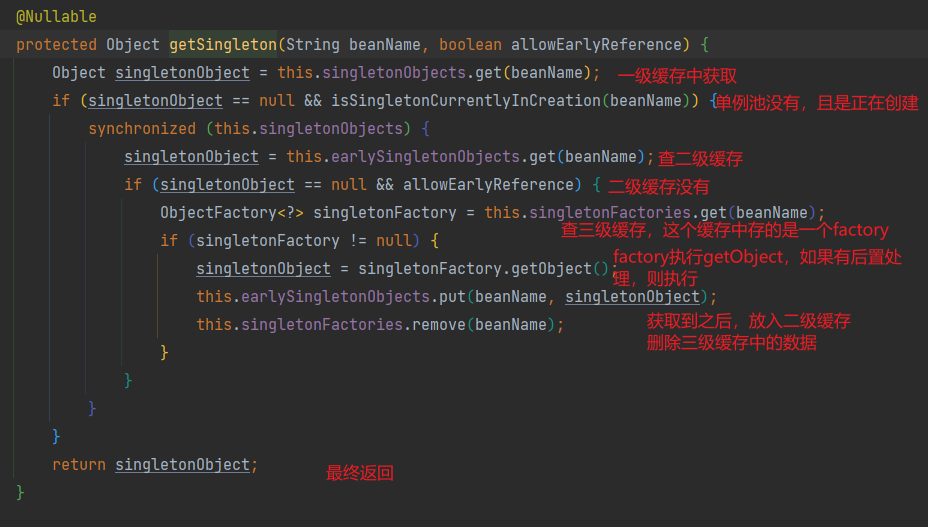 @Nullable
protected Object getSingleton(String beanName, boolean allowEarlyReference) {
Object singletonObject = this.singletonObjects.get(beanName); 一级缓存中获取
if (singletonObject == null && isSingletonCurrentlyInCreation(beanName)) { 单例池没有，且是正在创建
synchronized (this.singletonObjects) {
singletonObject = this.earlySingletonObjects.get(beanName); 查二级缓存
if (singletonObject == null && allowEarlyReference) { 二级缓存没有
ObjectFactory<?> singletonFactory = this.singletonFactories.get(beanName);
查三级缓存，这个缓存中存的是一个factory
if (singletonFactory != null) {
factory执行getObject，如果有后置处
singletonObject = singletonFactory.getObject();
理，则执行
this.earlySingletonObjects.put(beanName, singletonObject);
this.singletonFactories.remove(beanName); 获取到之后，放入二级缓存
删除三级缓存中的数据
}
}
}
}
return singletonObject; 最终返回
}